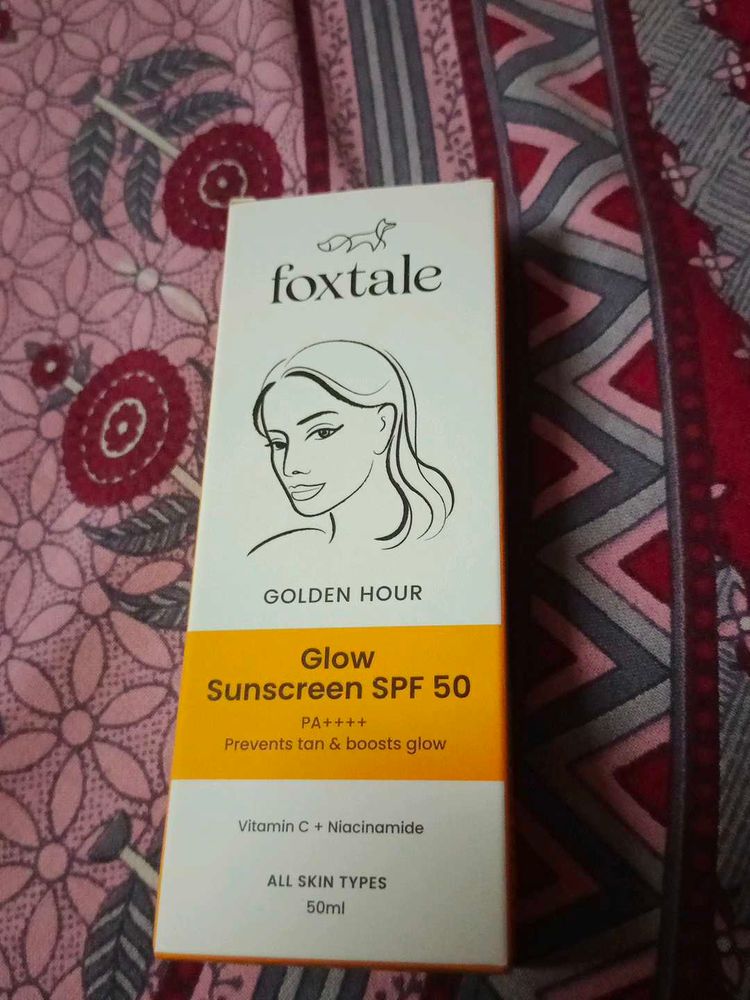 foxtale
GOLDEN HOUR
Glow
Sunscreen SPF 50
PA++++
Prevents tan & boosts glow
Vitamin C + Niacinamide
ALL SKIN TYPES
50ml